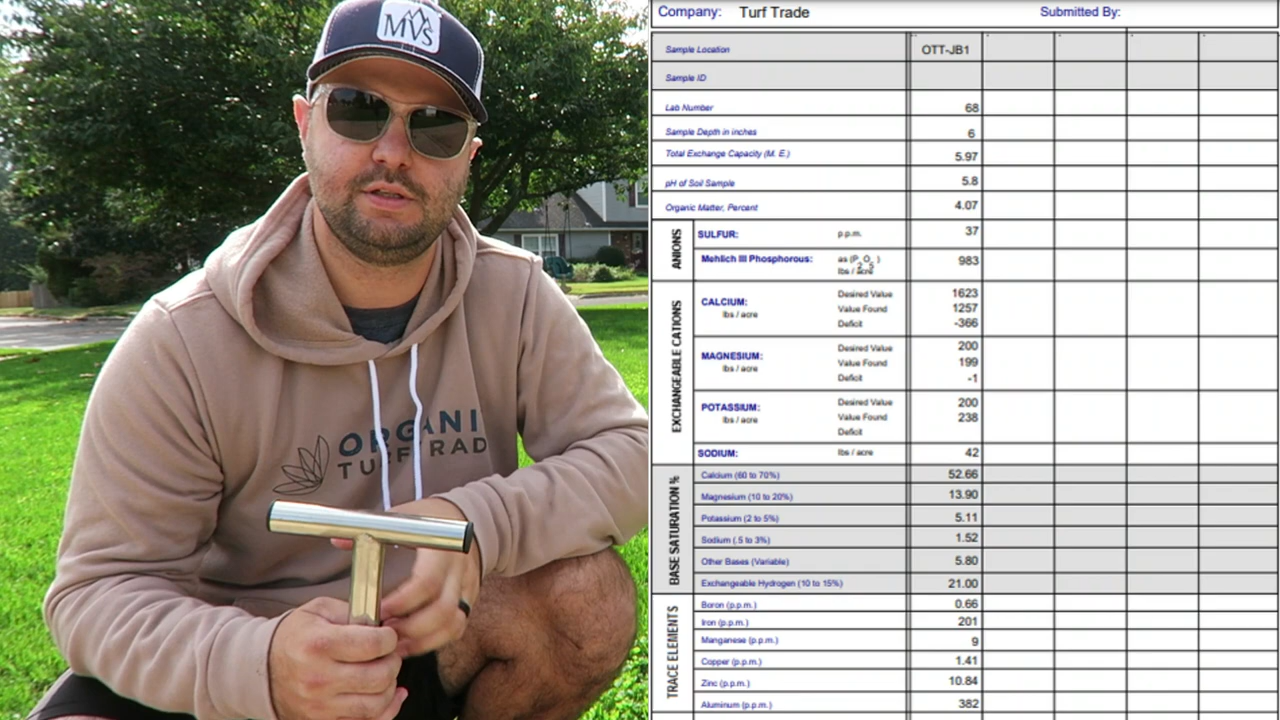 MVS
ORGANI
TURF TRAD
Company: Turf Trade Submitted By:
Sample Location OTT-JB1
Sample ID
Lab Number 68
Sample Depth in inches 6
Total Exchange Capacity (M. E.) 5.97
pH of Soil Sample 5.8
Organic Matter, Percent 4.07
ANIONS
SULFUR: p.p.m. 37
Mehlich III Phosphorous: as (P2O5) lbs / acre 983
EXCHANGEABLE CATIONS
CALCIUM: lbs / acre Desired Value 1623
Value Found 1257
Deficit -366
MAGNESIUM: lbs / acre Desired Value 200
Value Found 199
Deficit -1
POTASSIUM: lbs / acre Desired Value 200
Value Found 238
Deficit
SODIUM: lbs / acre 42
BASE SATURATION %
Calcium (60 to 70%) 52.66
Magnesium (10 to 20%) 13.90
Potassium (2 to 5%) 5.11
Sodium (.5 to 3%) 1.52
Other Bases (Variable) 5.80
Exchangeable Hydrogen (10 to 15%) 21.00
TRACE ELEMENTS
Boron (p.p.m.) 0.66
Iron (p.p.m.) 201
Manganese (p.p.m.) 9
Copper (p.p.m.) 1.41
Zinc (p.p.m.) 10.84
Aluminum (p.p.m.) 382